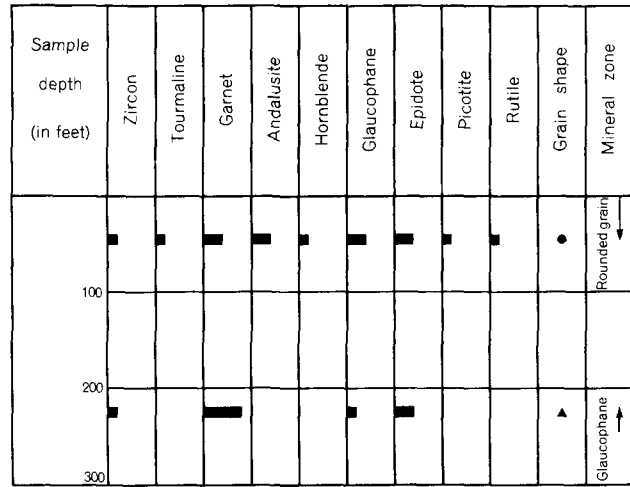 Sample
depth
(in feet)
Zircon
Tourmaline
Garnet
Andalusite
Hornblende
Glaucophane
Epidote
Picotite
Rutile
Grain shape
Mineral zone
Rounded grain
100
200
Glaucophane
300